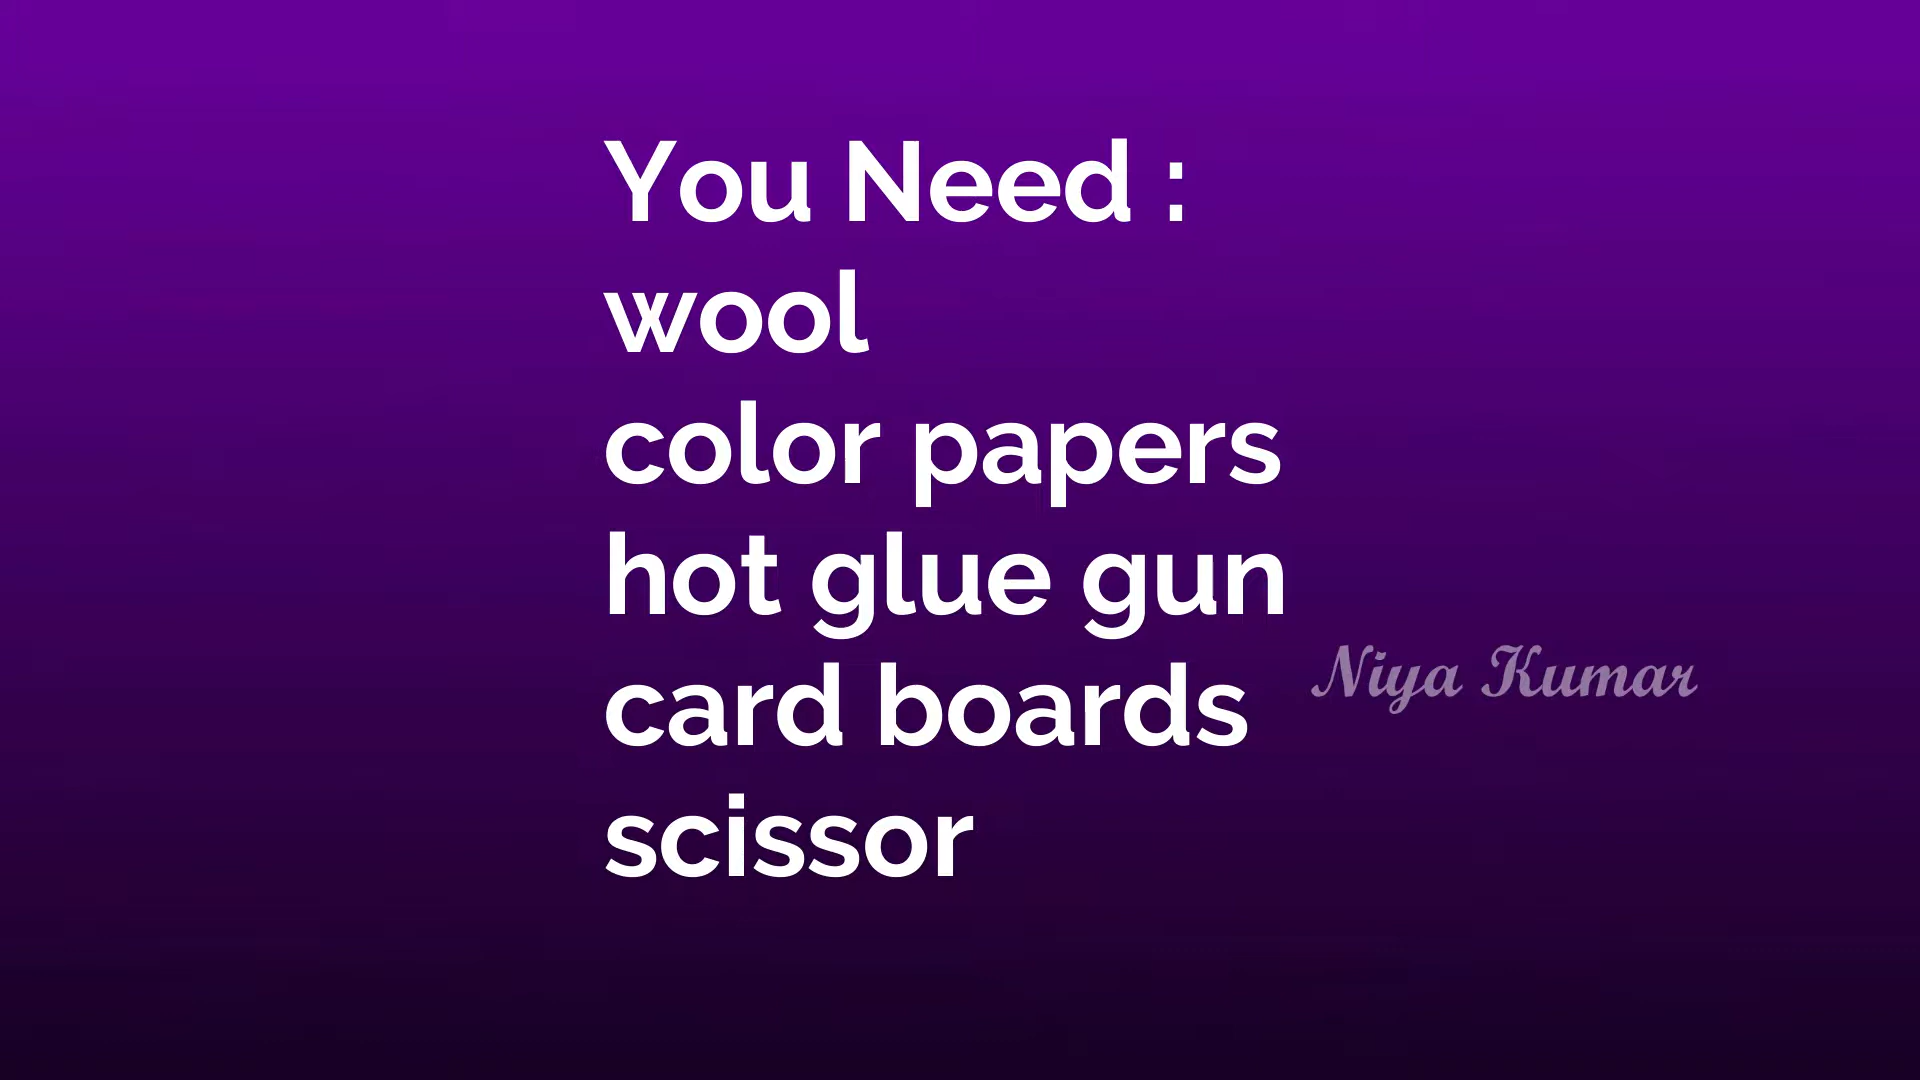 You Need :
wool
color papers
hot glue gun
card boards
Niya Kumar
scissor